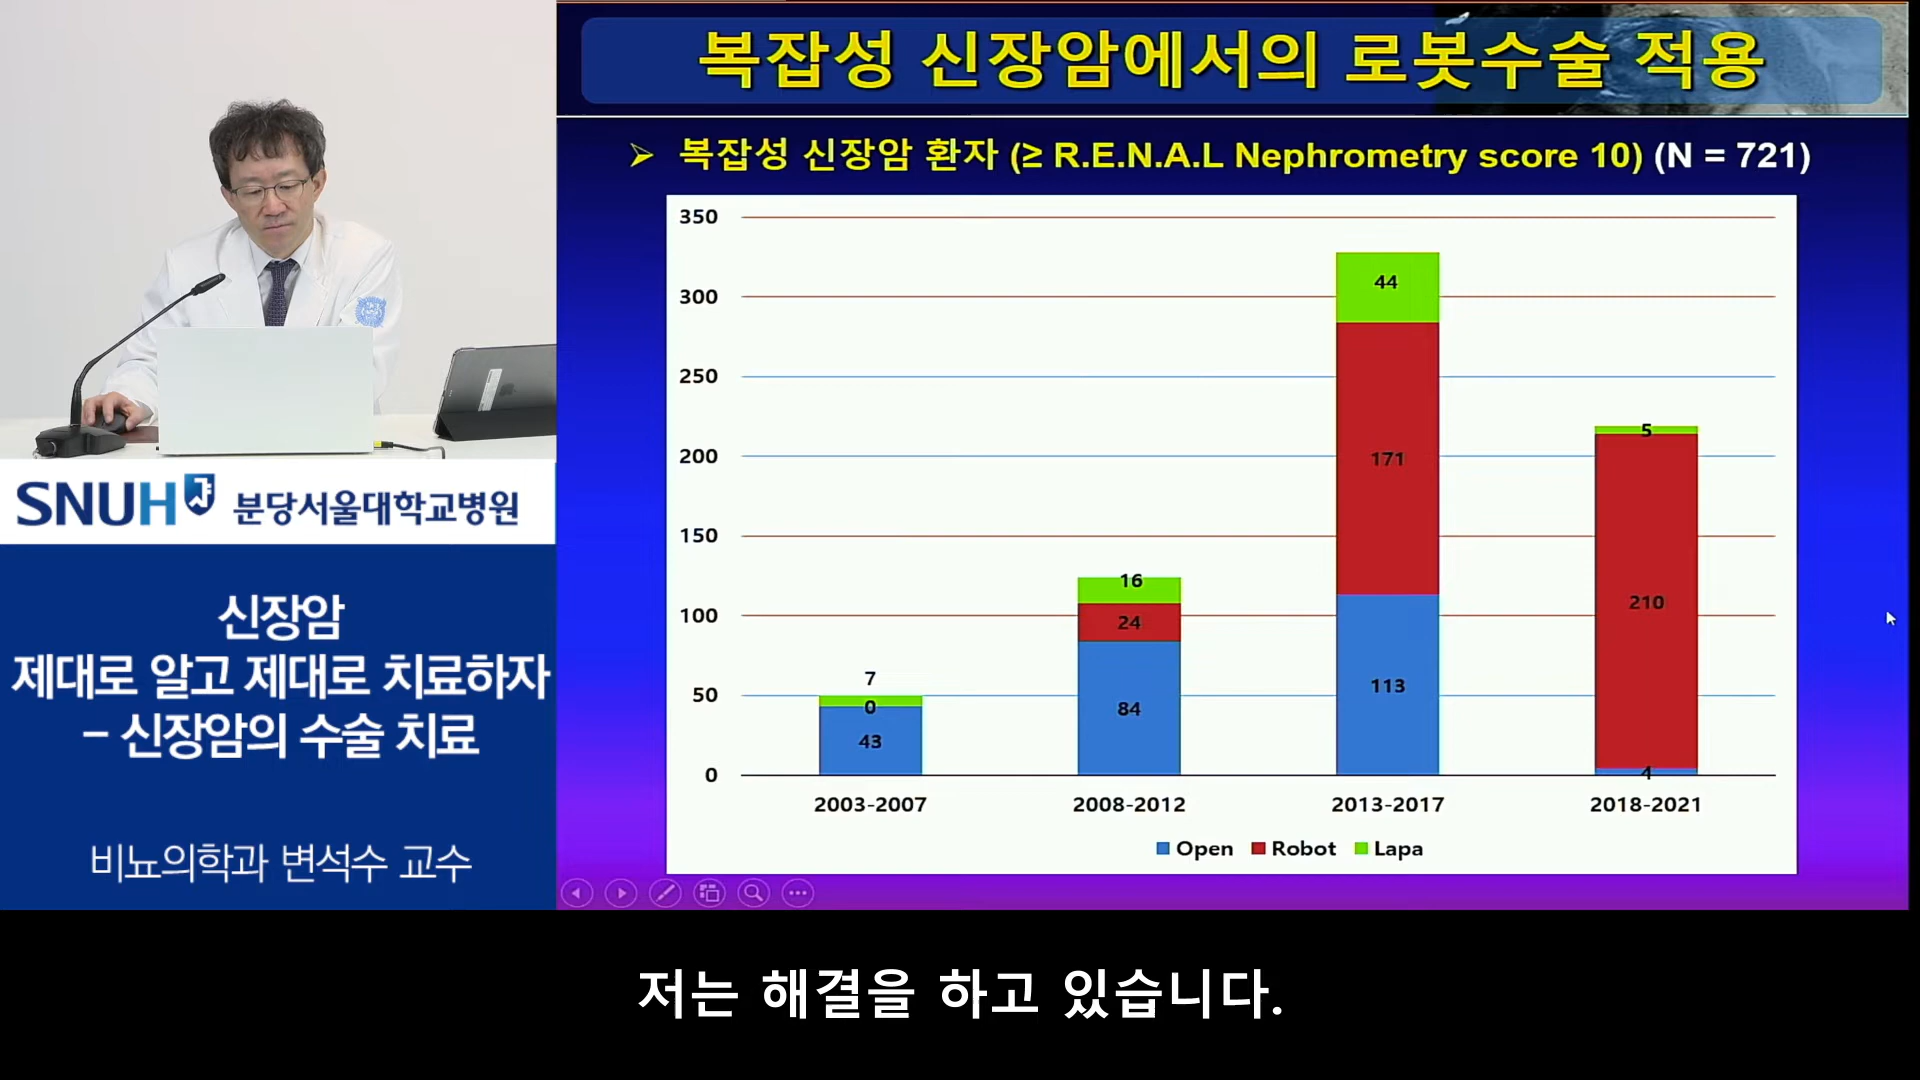 복잡성 신장암에서의 로봇수술 적용
➢ 복잡성 신장암 환자 (≥ R.E.N.A.L Nephrometry score 10) (N = 721)
350
300
250
200
150
100
50
0
7
0
43
16
24
84
44
171
113
5
210
4
2003-2007
2008-2012
2013-2017
2018-2021
Open
Robot
Lapa
SNUH 분당서울대학교병원
신장암
제대로 알고 제대로 치료하자
– 신장암의 수술 치료
비뇨의학과 변석수 교수
저는 해결을 하고 있습니다.